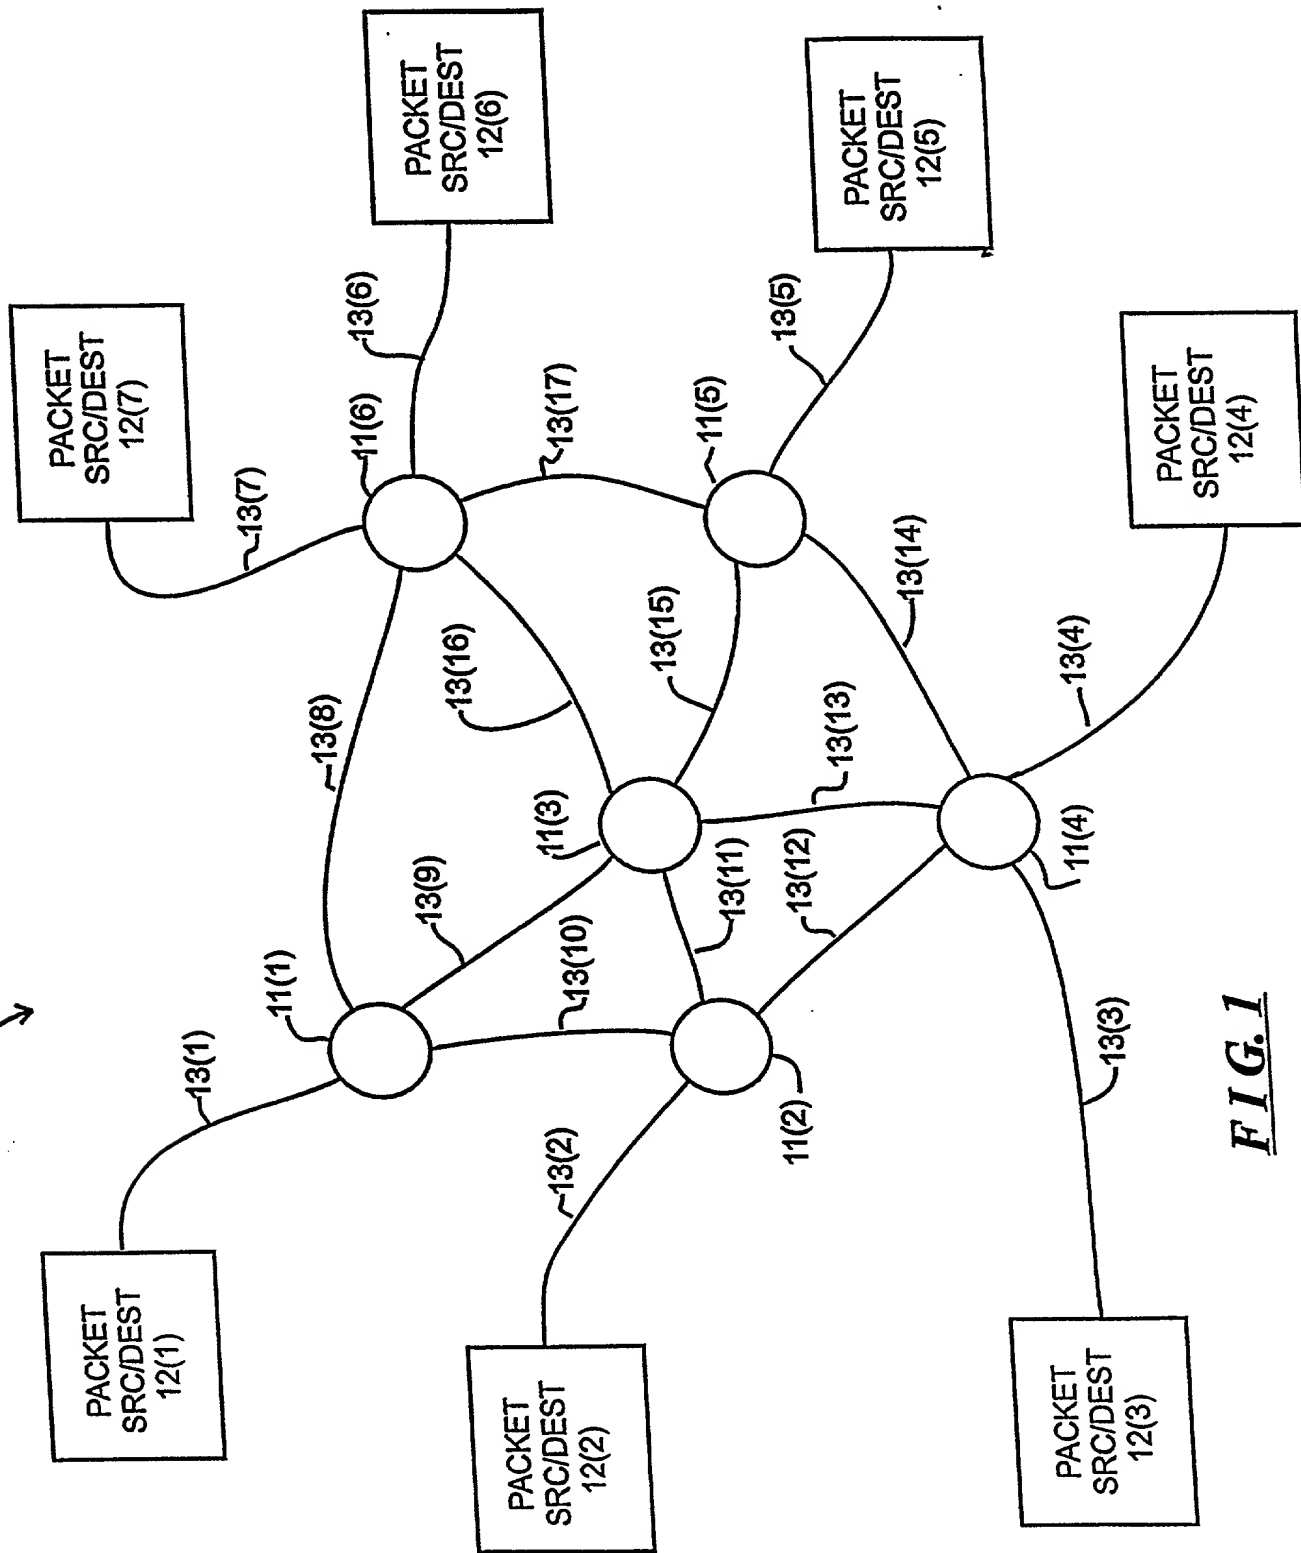 PACKET
SRC/DEST
12(1)
13(1)
11(1)
13(8)
13(7)
PACKET
SRC/DEST
12(7)
11(6)
13(6)
PACKET
SRC/DEST
12(6)
13(9)
13(16)
13(17)
13(10)
11(3)
13(15)
11(5)
13(5)
PACKET
SRC/DEST
12(5)
PACKET
SRC/DEST
12(2)
13(2)
11(2)
13(11)
13(12)
13(13)
13(14)
PACKET
SRC/DEST
12(3)
13(3)
11(4)
13(4)
PACKET
SRC/DEST
12(4)
FIG. 1